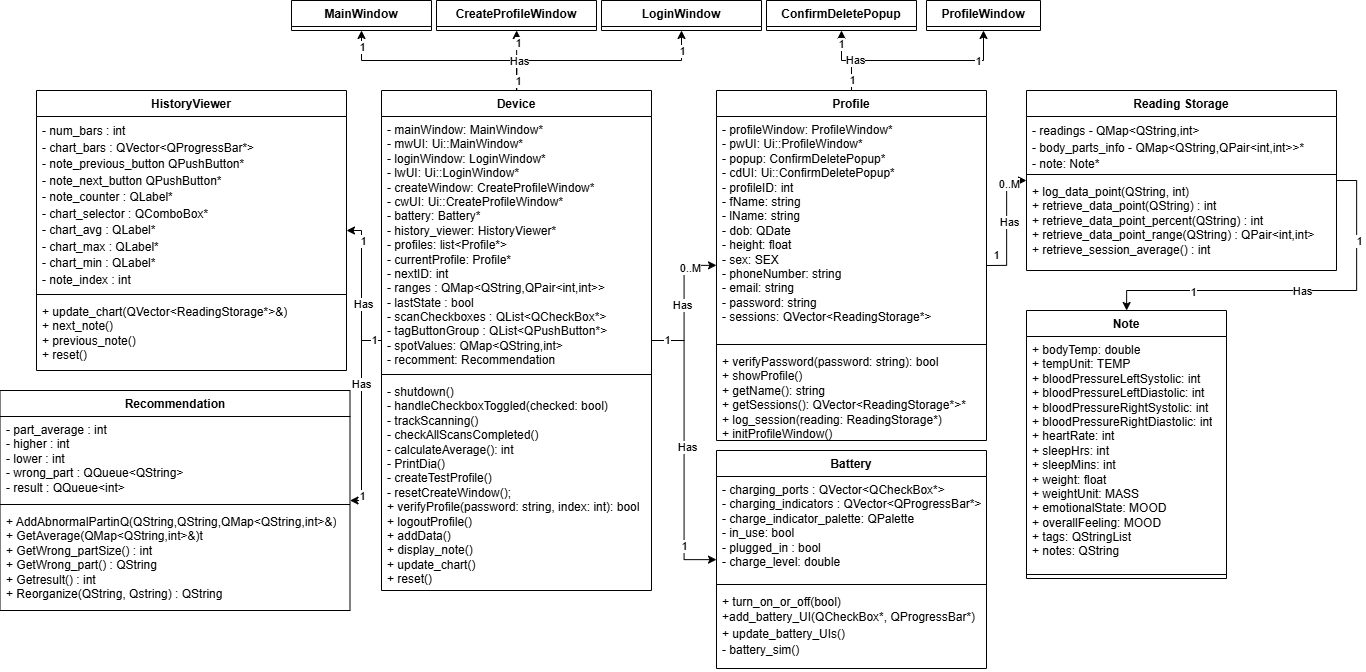 MainWindow
CreateProfileWindow
LoginWindow
ConfirmDeletePopup
ProfileWindow
1
1
1
1
Has
1
Has
1
1
1
HistoryViewer
- num_bars : int
- chart_bars : QVector<QProgressBar*>
- note_previous_button QPushButton*
- note_next_button QPushButton*
- note_counter : QLabel*
- chart_selector : QComboBox*
- chart_avg : QLabel*
- chart_max : QLabel*
- chart_min : QLabel*
- note_index : int
+ update_chart(QVector<ReadingStorage*>&)
+ next_note()
+ previous_note()
+ reset()
1
Has
1
Has
1
Recommendation
- part_average : int
- higher : int
- lower : int
- wrong_part : QQueue<QString>
- result : QQueue<int>
+ AddAbnormalPartinQ(QString,QString,QMap<QString,int>&)
+ GetAverage(QMap<QString,int>&)t
+ GetWrong_partSize() : int
+ GetWrong_part() : QString
+ Getresult() : int
+ Reorganize(QString, Qstring) : QString
Device
- mainWindow: MainWindow*
- mwUI: Ui::MainWindow*
- loginWindow: LoginWindow*
- lwUI: Ui::LoginWindow*
- createWindow: CreateProfileWindow*
- cwUI: Ui::CreateProfileWindow*
- battery: Battery*
- history_viewer: HistoryViewer*
- profiles: list<Profile*>
- currentProfile: Profile*
- nextID: int
- ranges : QMap<QString,QPair<int,int>>
- lastState : bool
- scanCheckboxes : QList<QCheckBox*>
- tagButtonGroup : QList<QPushButton*>
- spotValues: QMap<QString,int>
- recomment: Recommendation
- shutdown()
- handleCheckboxToggled(checked: bool)
- trackScanning()
- checkAllScansCompleted()
- calculateAverage(): int
- PrintDia()
- createTestProfile()
- resetCreateWindow();
+ verifyProfile(password: string, index: int): bool
+ logoutProfile()
+ addData()
+ display_note()
+ update_chart()
+ reset()
1
0..M
Has
Has
1
Profile
- profileWindow: ProfileWindow*
- pwUI: Ui::ProfileWindow*
- popup: ConfirmDeletePopup*
- cdUI: Ui::ConfirmDeletePopup*
- profileID: int
- fName: string
- lName: string
- dob: QDate
- height: float
- sex: SEX
- phoneNumber: string
- email: string
- password: string
- sessions: QVector<ReadingStorage*>
+ verifyPassword(password: string): bool
+ showProfile()
+ getName(): string
+ getSessions(): QVector<ReadingStorage*>*
+ log_session(reading: ReadingStorage*)
+ initProfileWindow()
Battery
- charging_ports : QVector<QCheckBox*>
- charging_indicators : QVector<QProgressBar*>
- charge_indicator_palette: QPalette
- in_use: bool
- plugged_in : bool
- charge_level: double
+ turn_on_or_off(bool)
+add_battery_UI(QCheckBox*, QProgressBar*)
+ update_battery_UIs()
- battery_sim()
0..M
Has
1
Reading Storage
- readings - QMap<QString,int>
- body_parts_info - QMap<QString,QPair<int,int>>*
- note: Note*
+ log_data_point(QString, int)
+ retrieve_data_point(QString) : int
+ retrieve_data_point_percent(QString) : int
+ retrieve_data_point_range(QString) : QPair<int,int>
+ retrieve_session_average() : int
1
1
Has
Note
+ bodyTemp: double
+ tempUnit: TEMP
+ bloodPressureLeftSystolic: int
+ bloodPressureLeftDiastolic: int
+ bloodPressureRightSystolic: int
+ bloodPressureRightDiastolic: int
+ heartRate: int
+ sleepHrs: int
+ sleepMins: int
+ weight: float
+ weightUnit: MASS
+ emotionalState: MOOD
+ overallFeeling: MOOD
+ tags: QStringList
+ notes: QString